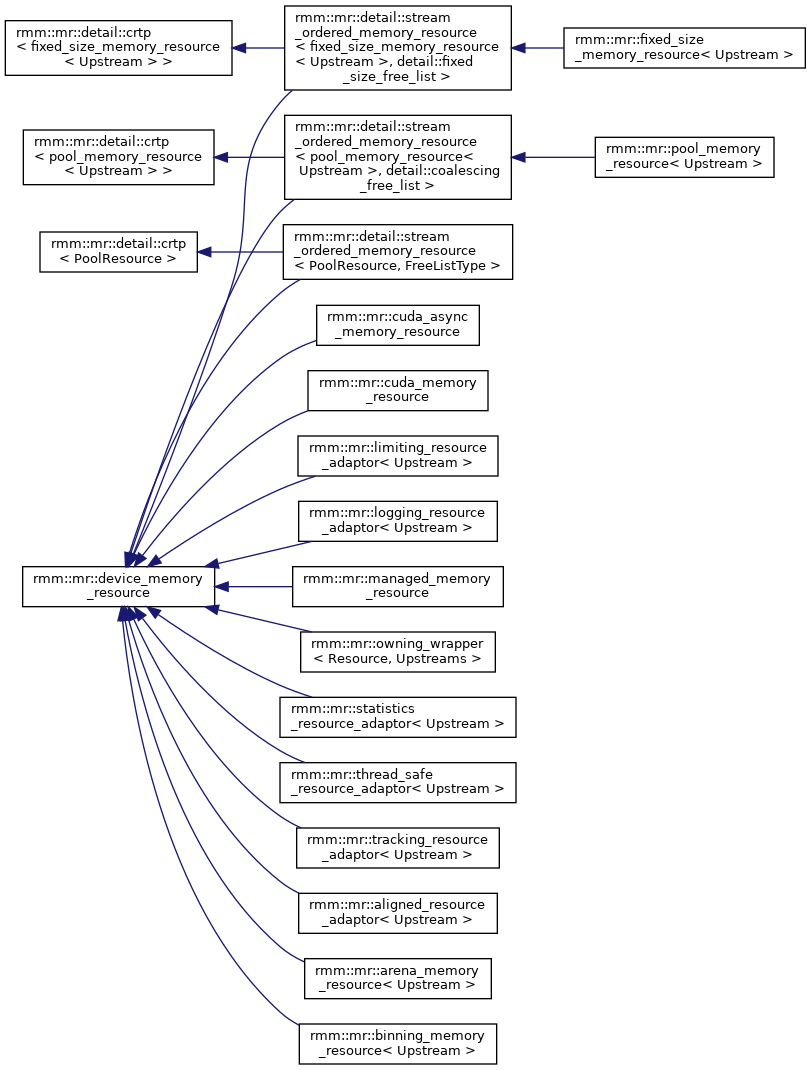 rmm::mr::detail::crtp
< fixed_size_memory_resource
< Upstream > >
rmm::mr::detail::stream
_ordered_memory_resource
< fixed_size_memory_resource
< Upstream >, detail::fixed
_size_free_list >
rmm::mr::fixed_size
_memory_resource< Upstream >
rmm::mr::detail::crtp
< pool_memory_resource
< Upstream > >
rmm::mr::detail::stream
_ordered_memory_resource
< pool_memory_resource<
Upstream >, detail::coalescing
_free_list >
rmm::mr::pool_memory
_resource< Upstream >
rmm::mr::detail::crtp
< PoolResource >
rmm::mr::detail::stream
_ordered_memory_resource
< PoolResource, FreeListType >
rmm::mr::cuda_async
_memory_resource
rmm::mr::cuda_memory
_resource
rmm::mr::limiting_resource
_adaptor< Upstream >
rmm::mr::logging_resource
_adaptor< Upstream >
rmm::mr::device_memory
_resource
rmm::mr::managed_memory
_resource
rmm::mr::owning_wrapper
< Resource, Upstreams >
rmm::mr::statistics
_resource_adaptor< Upstream >
rmm::mr::thread_safe
_resource_adaptor< Upstream >
rmm::mr::tracking_resource
_adaptor< Upstream >
rmm::mr::aligned_resource
_adaptor< Upstream >
rmm::mr::arena_memory
_resource< Upstream >
rmm::mr::binning_memory
_resource< Upstream >